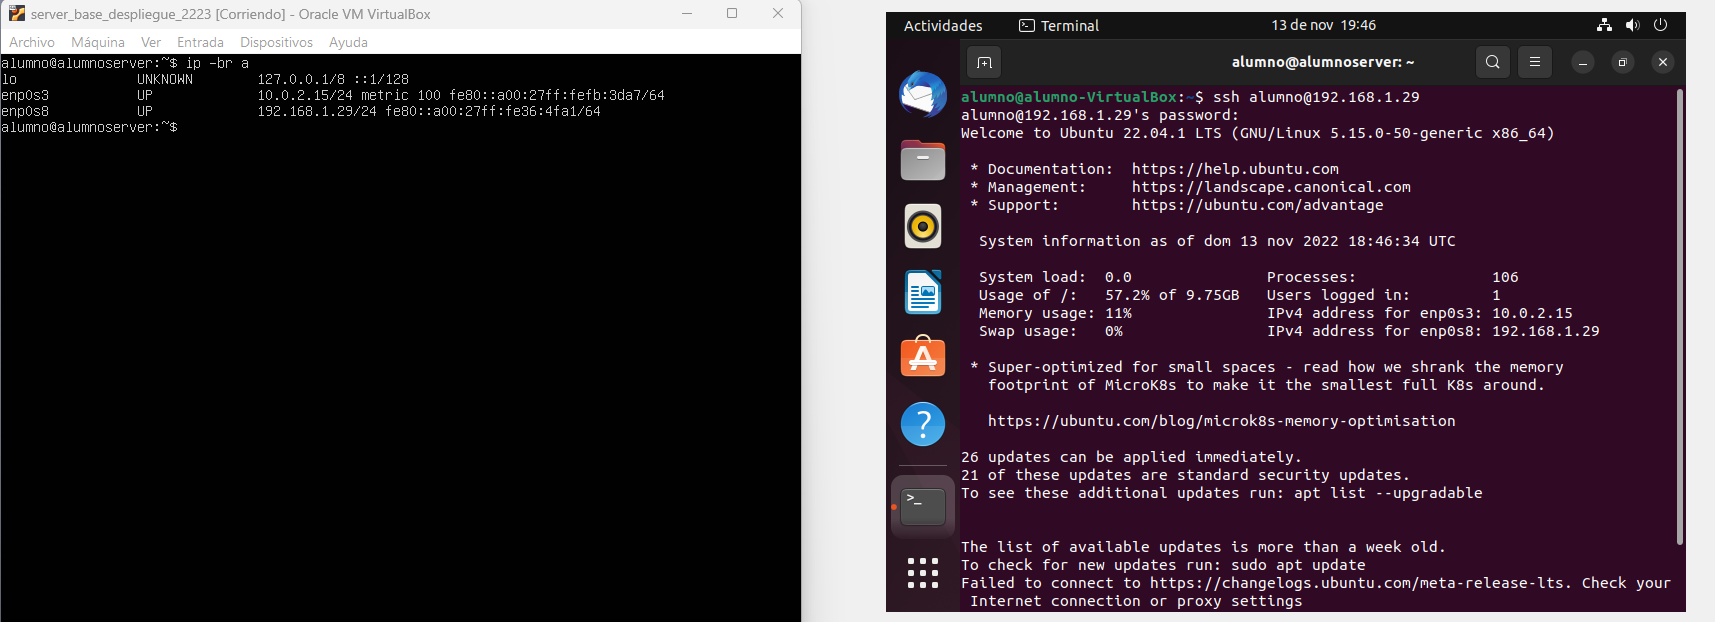 server_base_despliegue_2223 [Corriendo] - Oracle VM VirtualBox
Archivo Máquina Ver Entrada Dispositivos Ayuda
alumno@alumnoserver:~$ ip -br a
lo UNKNOWN 127.0.0.1/8 ::1/128
enp0s3 UP 10.0.2.15/24 metric 100 fe80::a00:27ff:fefb:3da7/64
enp0s8 UP 192.168.1.29/24 fe80::a00:27ff:fe36:4fa1/64
alumno@alumnoserver:~$
Actividades Terminal 13 de nov 19:46
alumno@alumnoserver: ~
alumno@alumno-VirtualBox:~$ ssh alumno@192.168.1.29
alumno@192.168.1.29's password:
Welcome to Ubuntu 22.04.1 LTS (GNU/Linux 5.15.0-50-generic x86_64)
* Documentation: https://help.ubuntu.com
* Management: https://landscape.canonical.com
* Support: https://ubuntu.com/advantage
System information as of dom 13 nov 2022 18:46:34 UTC
System load: 0.0 Processes: 106
Usage of /: 57.2% of 9.75GB Users logged in: 1
Memory usage: 11% IPv4 address for enp0s3: 10.0.2.15
Swap usage: 0% IPv4 address for enp0s8: 192.168.1.29
* Super-optimized for small spaces - read how we shrank the memory
footprint of MicroK8s to make it the smallest full K8s around.
https://ubuntu.com/blog/microk8s-memory-optimisation
26 updates can be applied immediately.
21 of these updates are standard security updates.
To see these additional updates run: apt list --upgradable
The list of available updates is more than a week old.
To check for new updates run: sudo apt update
Failed to connect to https://changelogs.ubuntu.com/meta-release-lts. Check your
Internet connection or proxy settings